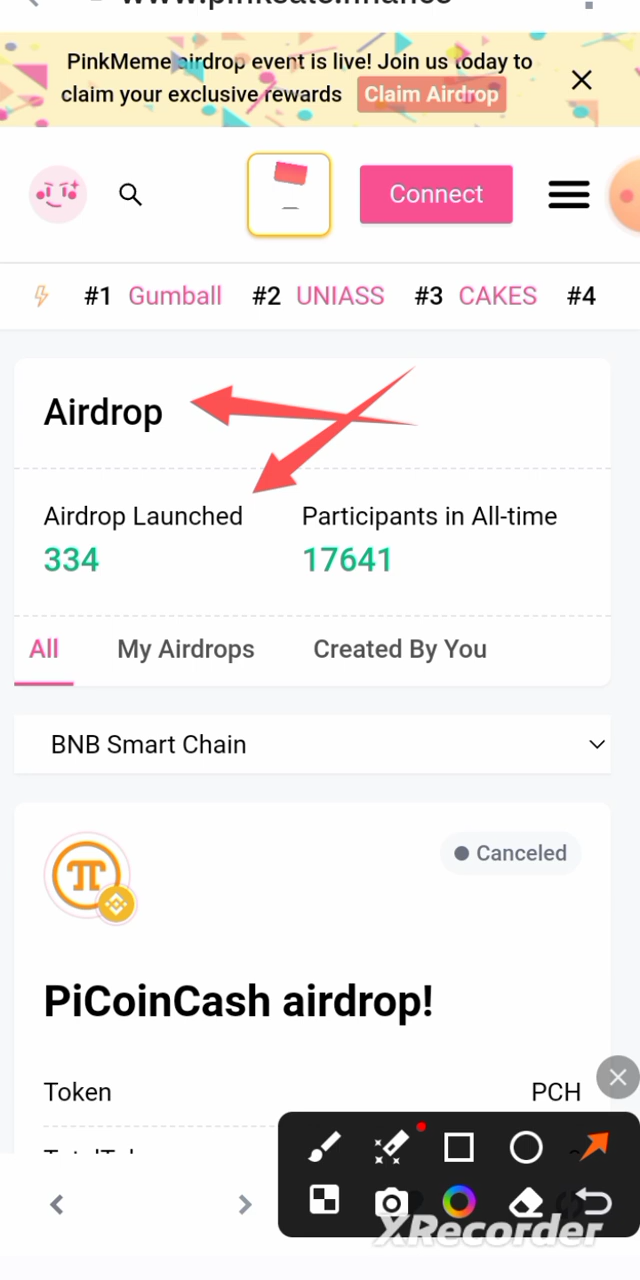 PinkMeme airdrop event is live! Join us today to
claim your exclusive rewards Claim Airdrop
Connect
#1 Gumball #2 UNIASS #3 CAKES #4
Airdrop
Airdrop Launched Participants in All-time
334 17641
All My Airdrops Created By You
BNB Smart Chain
Canceled
PiCoinCash airdrop!
Token PCH
XRecorder